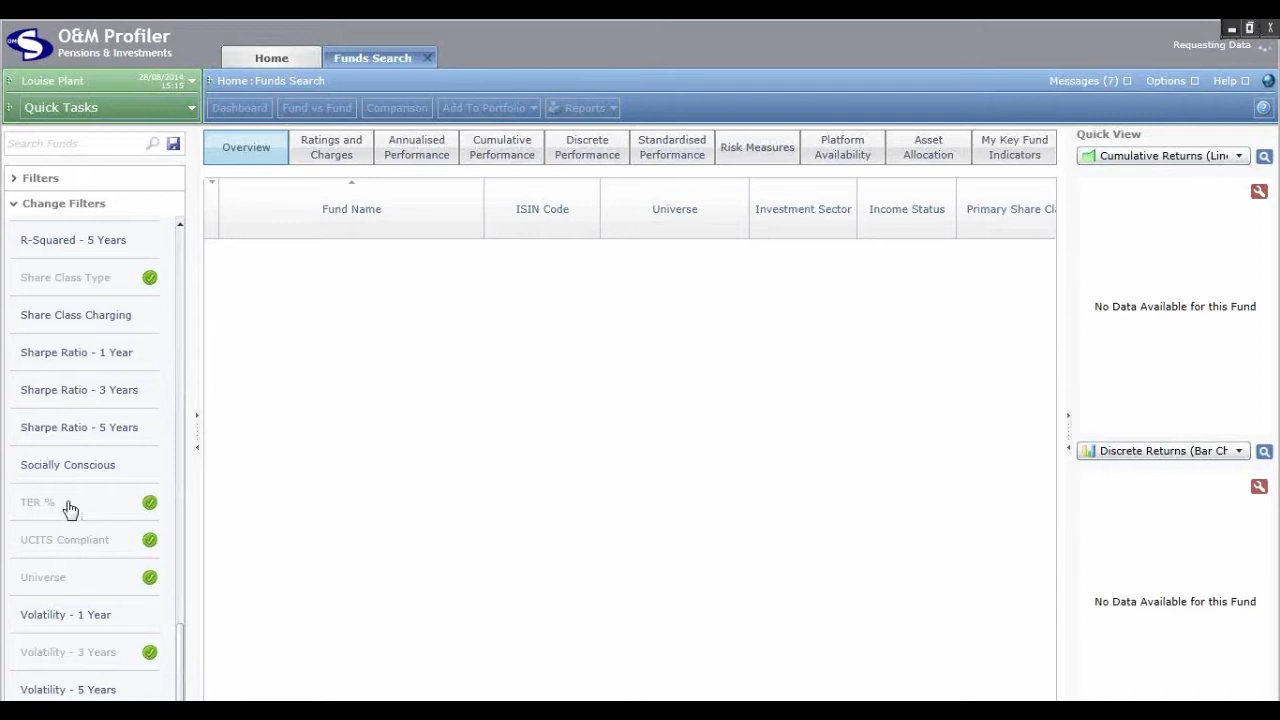 O&M Profiler
Pensions & Investments
Home
Funds Search
Requesting Data
Louise Plant
28/08/2014
15:15
Home : Funds Search
Messages (7)
Options
Help
Quick Tasks
Dashboard
Fund vs Fund
Comparison
Add To Portfolio
Reports
Search Funds...
Filters
Change Filters
R-Squared - 5 Years
Share Class Type
Share Class Charging
Sharpe Ratio - 1 Year
Sharpe Ratio - 3 Years
Sharpe Ratio - 5 Years
Socially Conscious
TER %
UCITS Compliant
Universe
Volatility - 1 Year
Volatility - 3 Years
Volatility - 5 Years
Overview
Ratings and
Charges
Annualised
Performance
Cumulative
Performance
Discrete
Performance
Standardised
Performance
Risk Measures
Platform
Availability
Asset
Allocation
My Key Fund
Indicators
Fund Name
ISIN Code
Universe
Investment Sector
Income Status
Primary Share Cla
Quick View
Cumulative Returns (Line
No Data Available for this Fund
Discrete Returns (Bar Ch
No Data Available for this Fund